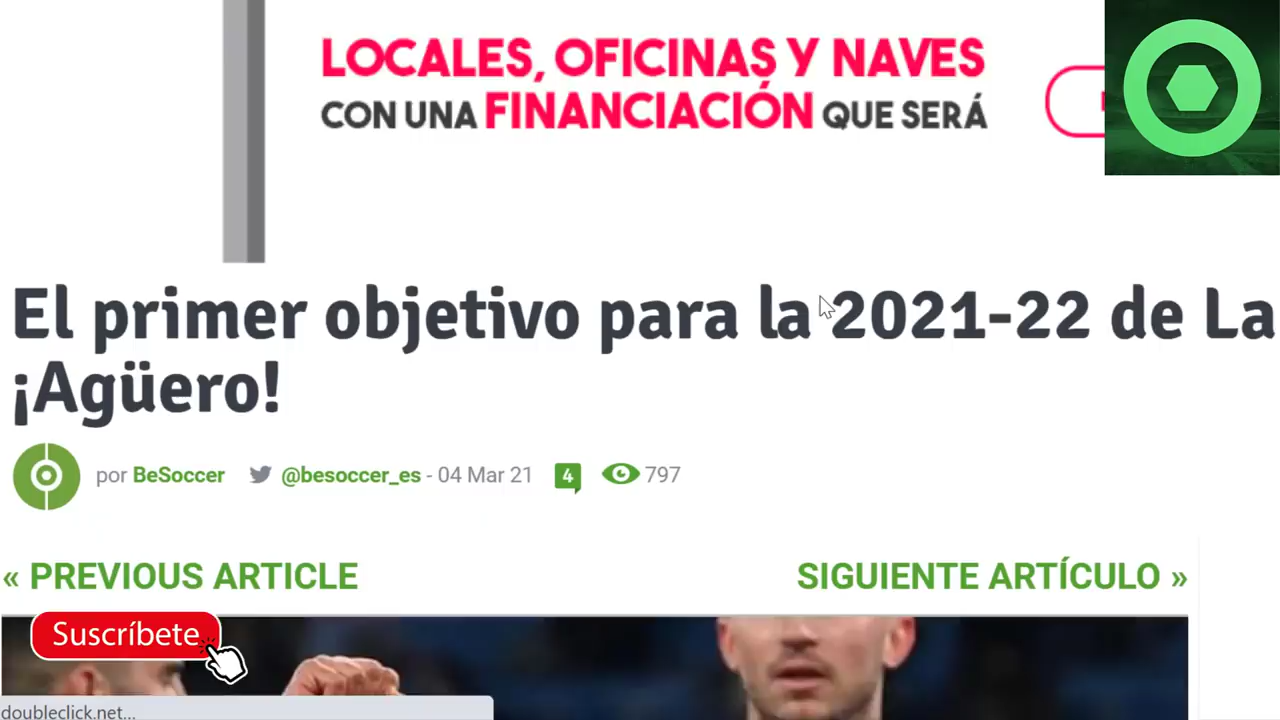 LOCALES, OFICINAS Y NAVES
CON UNA FINANCIACIÓN QUE SERÁ
El primer objetivo para la 2021-22 de La
¡Agüero!
por BeSoccer @besoccer_es - 04 Mar 21 4 797
« PREVIOUS ARTICLE SIGUIENTE ARTÍCULO »
Suscríbete
doubleclick.net...